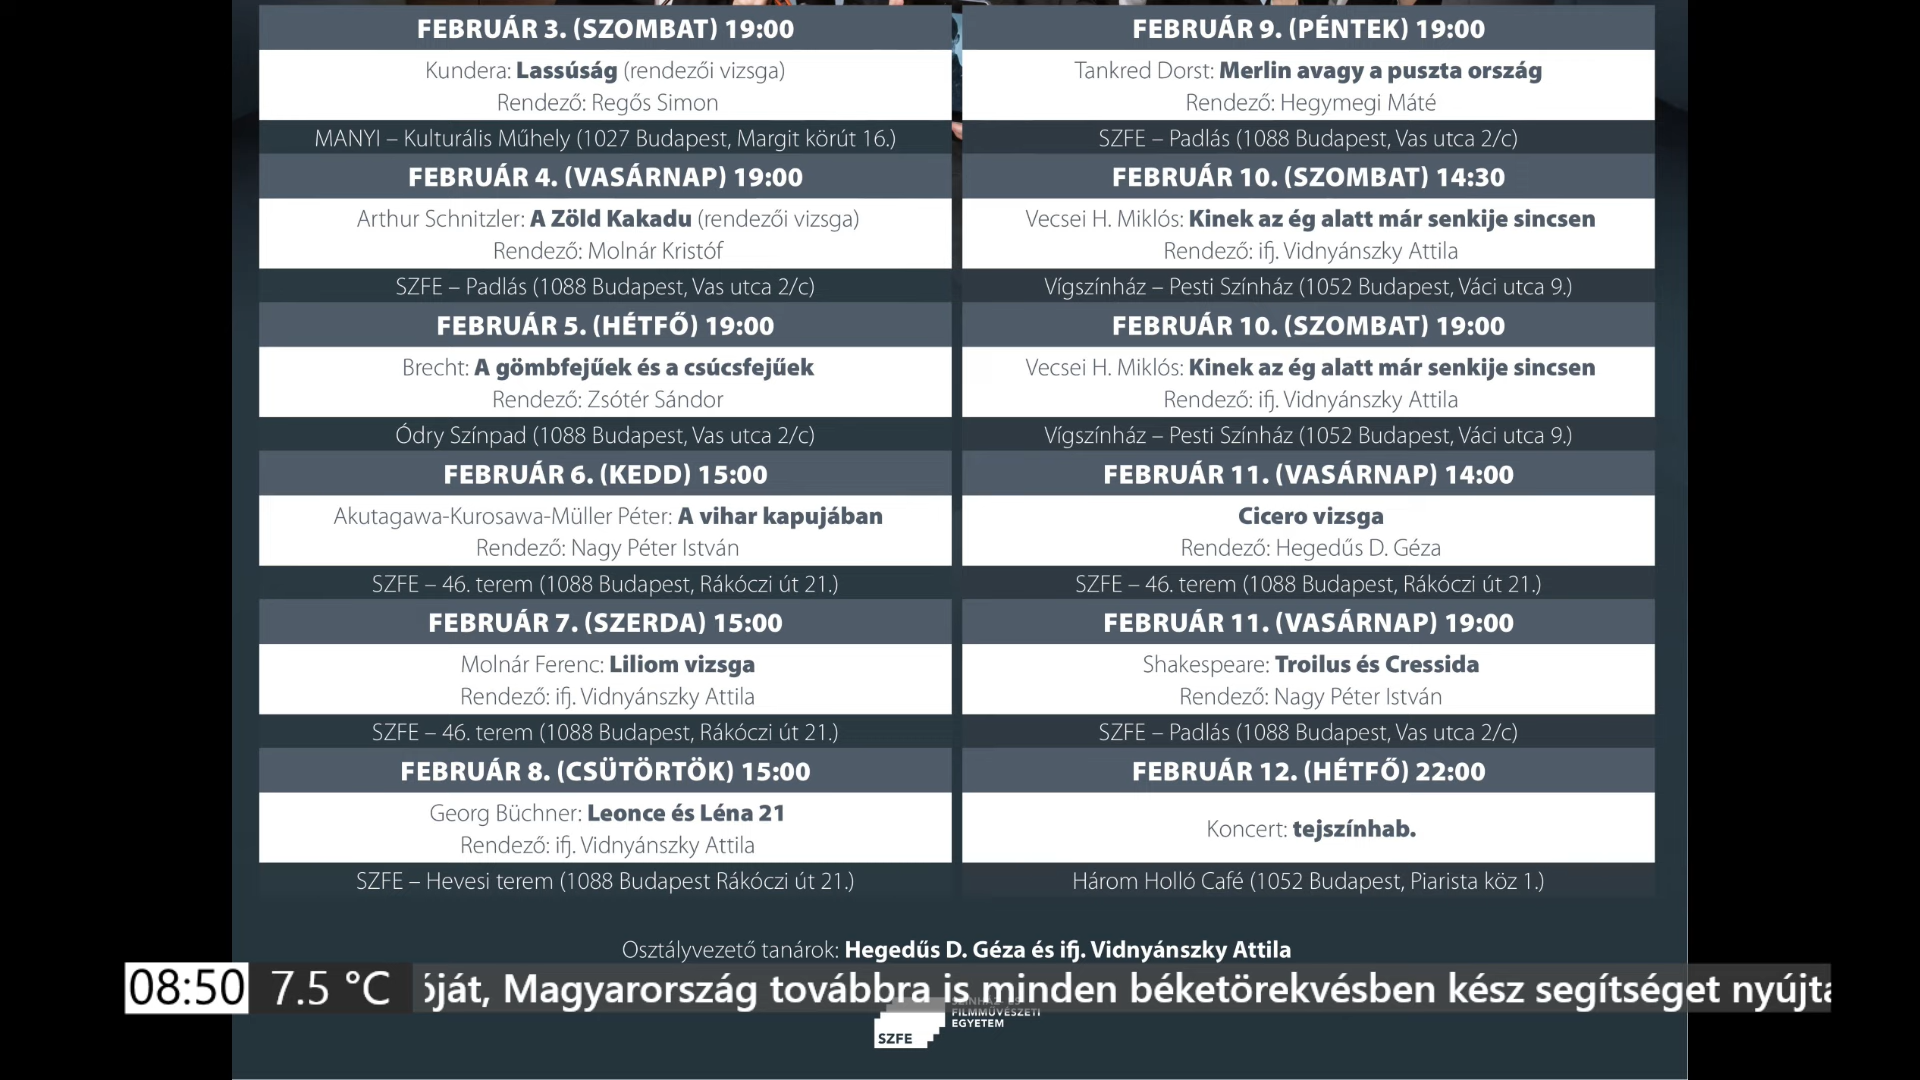 FEBRUÁR 3. (SZOMBAT) 19:00
Kundera: Lassúság (rendezői vizsga)
Rendező: Regős Simon
MANYI – Kulturális Műhely (1027 Budapest, Margit körút 16.)
FEBRUÁR 4. (VASÁRNAP) 19:00
Arthur Schnitzler: A Zöld Kakadu (rendezői vizsga)
Rendező: Molnár Kristóf
SZFE – Padlás (1088 Budapest, Vas utca 2/c)
FEBRUÁR 5. (HÉTFŐ) 19:00
Brecht: A gömbfejűek és a csúcsfejűek
Rendező: Zsótér Sándor
Ódry Színpad (1088 Budapest, Vas utca 2/c)
FEBRUÁR 6. (KEDD) 15:00
Akutagawa-Kurosawa-Müller Péter: A vihar kapujában
Rendező: Nagy Péter István
SZFE – 46. terem (1088 Budapest, Rákóczi út 21.)
FEBRUÁR 7. (SZERDA) 15:00
Molnár Ferenc: Liliom vizsga
Rendező: ifj. Vidnyánszky Attila
SZFE – 46. terem (1088 Budapest, Rákóczi út 21.)
FEBRUÁR 8. (CSÜTÖRTÖK) 15:00
Georg Büchner: Leonce és Léna 21
Rendező: ifj. Vidnyánszky Attila
SZFE – Hevesi terem (1088 Budapest Rákóczi út 21.)
FEBRUÁR 9. (PÉNTEK) 19:00
Tankred Dorst: Merlin avagy a puszta ország
Rendező: Hegymegi Máté
SZFE – Padlás (1088 Budapest, Vas utca 2/c)
FEBRUÁR 10. (SZOMBAT) 14:30
Vecsei H. Miklós: Kinek az ég alatt már senkije sincsen
Rendező: ifj. Vidnyánszky Attila
Vígszínház – Pesti Színház (1052 Budapest, Váci utca 9.)
FEBRUÁR 10. (SZOMBAT) 19:00
Vecsei H. Miklós: Kinek az ég alatt már senkije sincsen
Rendező: ifj. Vidnyánszky Attila
Vígszínház – Pesti Színház (1052 Budapest, Váci utca 9.)
FEBRUÁR 11. (VASÁRNAP) 14:00
Cicero vizsga
Rendező: Hegedűs D. Géza
SZFE – 46. terem (1088 Budapest, Rákóczi út 21.)
FEBRUÁR 11. (VASÁRNAP) 19:00
Shakespeare: Troilus és Cressida
Rendező: Nagy Péter István
SZFE – Padlás (1088 Budapest, Vas utca 2/c)
FEBRUÁR 12. (HÉTFŐ) 22:00
Koncert: tejszínhab.
Három Holló Café (1052 Budapest, Piarista köz 1.)
Osztályvezető tanárok: Hegedűs D. Géza és ifj. Vidnyánszky Attila
08:50 7.5 °C óját, Magyarország továbbra is minden béketörekvésben kész segítséget nyújta
SZÍNHÁZ- ÉS
FILMMŰVÉSZETI
EGYETEM
SZFE